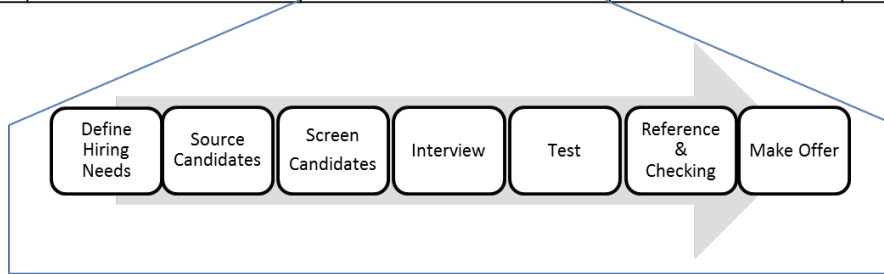 Define
Hiring
Needs
Source
Candidates
Screen
Candidates
Interview
Test
Reference
&
Checking
Make Offer